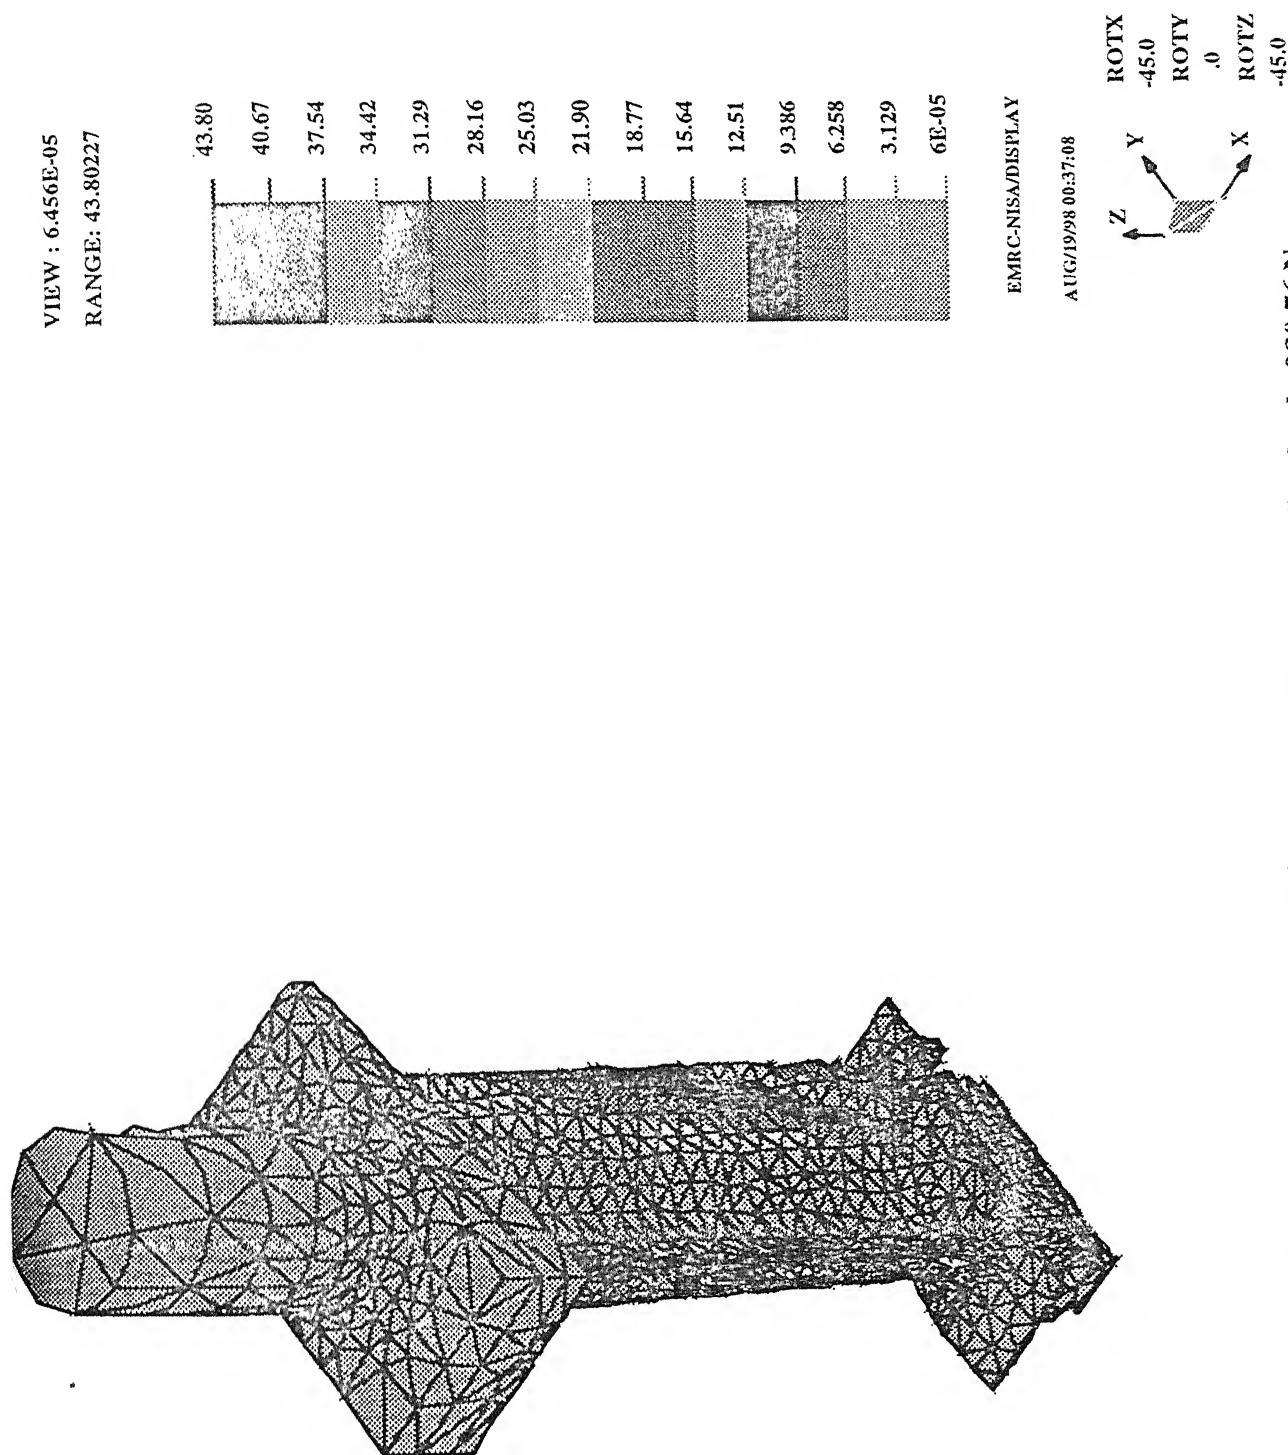 VIEW : 6.456E-05
RANGE: 43.80227
43.80
40.67
37.54
34.42
31.29
28.16
25.03
21.90
18.77
15.64
12.51
9.386
6.258
3.129
6E-05
EMRC-NISA/DISPLAY
AUG/19/98 00:37:08
Z
Y
X
ROTX
-45.0
ROTY
.0
ROTZ
-45.0